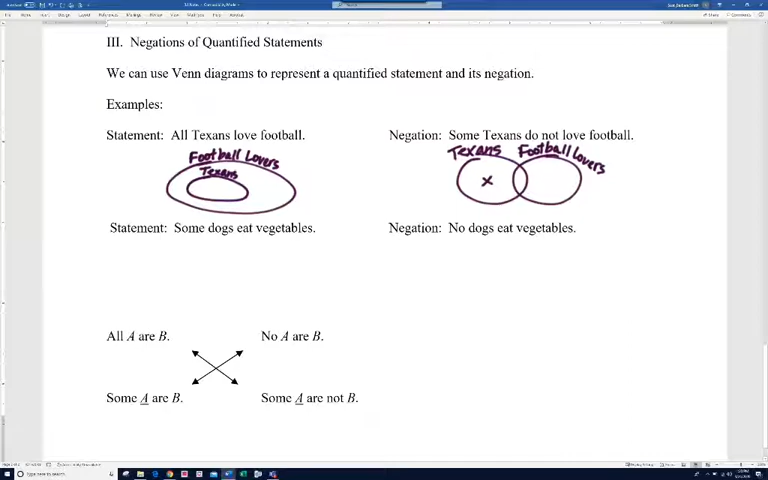 III. Negations of Quantified Statements
We can use Venn diagrams to represent a quantified statement and its negation.
Examples:
Statement: All Texans love football.
Negation: Some Texans do not love football.
Football Lovers
Texans
Texans
Football Lovers
x
Statement: Some dogs eat vegetables.
Negation: No dogs eat vegetables.
All A are B.
No A are B.
Some A are B.
Some A are not B.